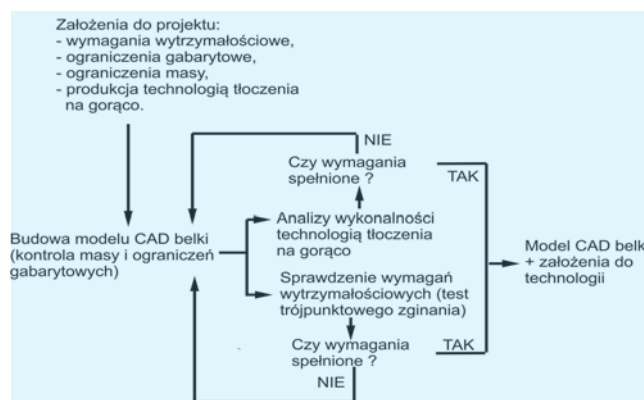 Założenia do projektu:
- wymagania wytrzymałościowe,
- ograniczenia gabarytowe,
- ograniczenia masy,
- produkcja technologią tłoczenia
na gorąco.
NIE
Czy wymagania
spełnione ?
TAK
Analizy wykonalności
technologią tłoczenia
na gorąco
Budowa modelu CAD belki
(kontrola masy i ograniczeń
gabarytowych)
Model CAD belk
+ założenia do
technologii
Sprawdzenie wymagań
wytrzymałościowych (test
trójpunktowego zginania)
Czy wymagania
spełnione ?
TAK
NIE